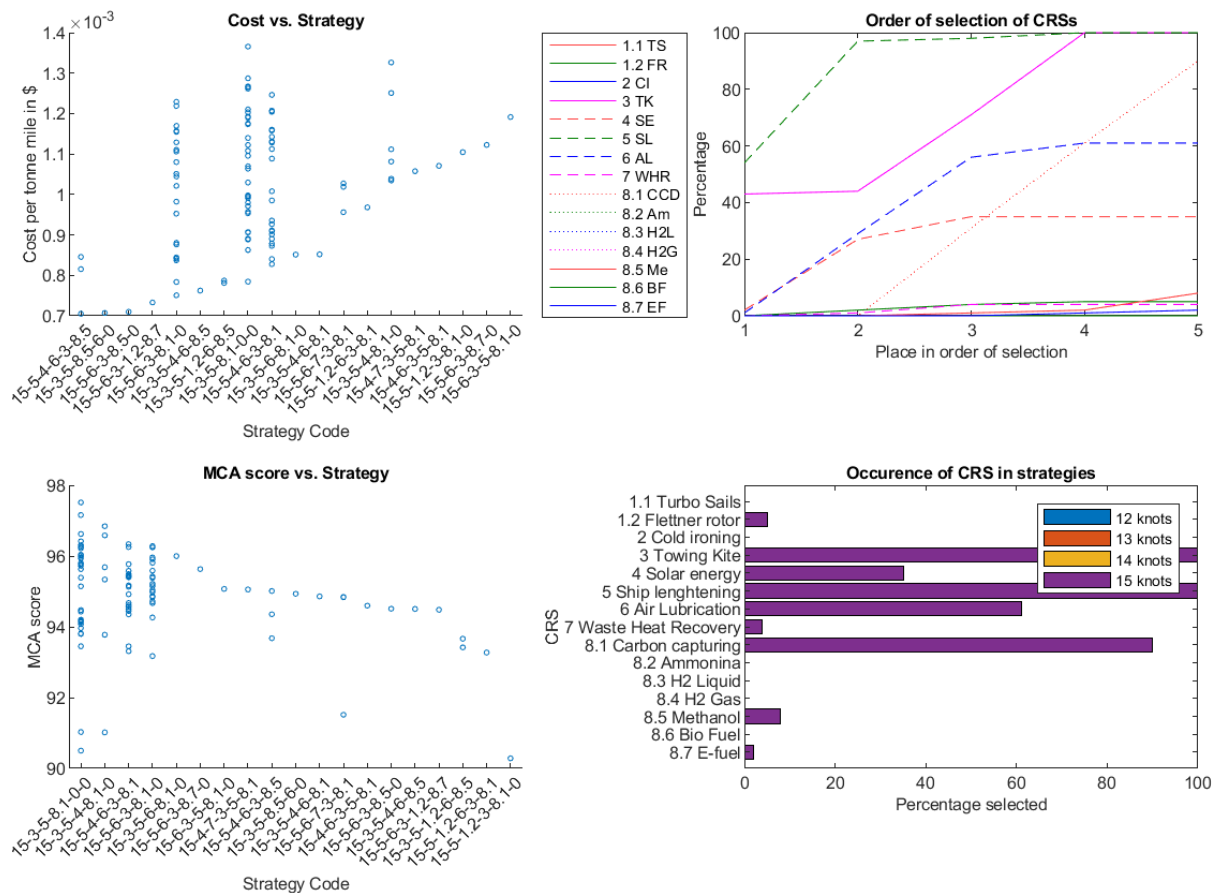 Cost vs. Strategy
×10⁻³
1.4
1.3
1.2
1.1
1
0.9
0.8
0.7
Cost per tonne mile in $
15-5-4-6-3-8.5
15-3-5-8.5-6-0
15-5-6-3-8.5-0
15-5-6-3-1.2-8.7
15-5-6-3-8.1-0
15-3-5-4-6-8.5
15-3-5-1.2-6-8.5
15-3-5-8.1-0-0
15-5-4-6-3-8.1
15-3-5-6-8.1-0
15-3-5-4-6-8.1
15-5-6-7-3-8.1
15-5-1.2-6-3-8.1
15-3-5-4-8.1-0
15-4-7-3-5-8.1
15-4-6-3-5-8.1
15-5-1.2-3-8.1-0
15-5-6-3-8.7-0
15-6-3-5-8.1-0
Strategy Code
1.1 TS
1.2 FR
2 CI
3 TK
4 SE
5 SL
6 AL
7 WHR
8.1 CCD
8.2 Am
8.3 H2L
8.4 H2G
8.5 Me
8.6 BF
8.7 EF
Order of selection of CRSs
100
80
60
40
20
0
Percentage
1 2 3 4 5
Place in order of selection
MCA score vs. Strategy
98
96
94
92
90
MCA score
15-3-5-8.1-0-0
15-3-5-4-8.1-0
15-5-4-6-3-8.1
15-5-6-3-8.1-0
15-3-5-6-8.1-0
15-5-6-3-8.7-0
15-6-3-5-8.1-0
15-4-7-3-5-8.1
15-5-4-6-3-8.5
15-3-5-8.5-6-0
15-3-5-4-6-8.1
15-5-6-7-3-8.1
15-4-6-3-5-8.1
15-5-6-3-8.5-0
15-3-5-4-6-8.5
15-5-6-3-1.2-8.7
15-3-5-1.2-6-8.5
15-5-1.2-6-3-8.1
15-5-1.2-3-8.1-0
Strategy Code
Occurence of CRS in strategies
CRS
1.1 Turbo Sails
1.2 Flettner rotor
2 Cold ironing
3 Towing Kite
4 Solar energy
5 Ship lenghtening
6 Air Lubrication
7 Waste Heat Recovery
8.1 Carbon capturing
8.2 Ammonina
8.3 H2 Liquid
8.4 H2 Gas
8.5 Methanol
8.6 Bio Fuel
8.7 E-fuel
12 knots
13 knots
14 knots
15 knots
0 20 40 60 80 100
Percentage selected